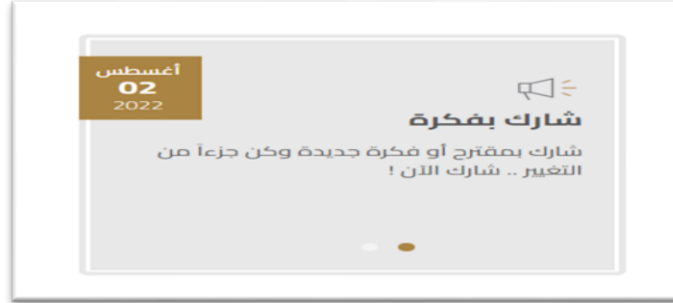 أغسطس
02
2022
شارك بفكرة
شارك بمقترح أو فكرة جديدة وكن جزءاً من
التغيير .. شارك الآن !